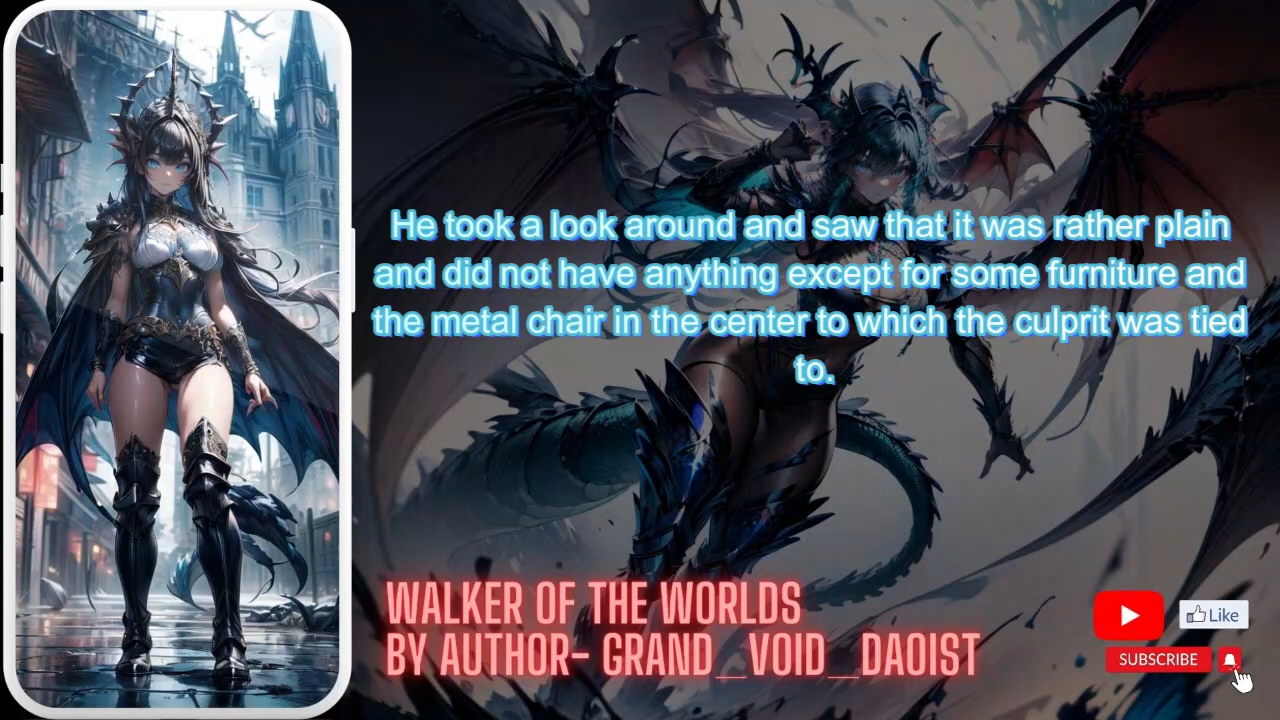 He took a look around and saw that it was rather plain
and did not have anything except for some furniture and
the metal chair in the center to which the culprit was tied
to.
WALKER OF THE WORLDS
BY AUTHOR- GRAND_VOID_DAOIST
Like
SUBSCRIBE